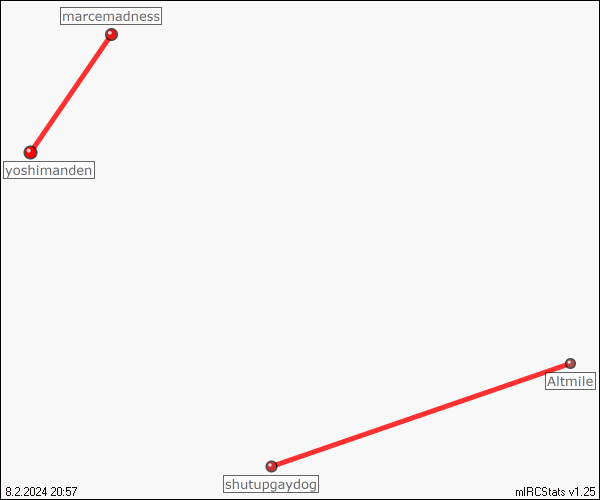 marcemadness
yoshimanden
Altmile
shutupgaydog
8.2.2024 20:57
mIRCStats v1.25